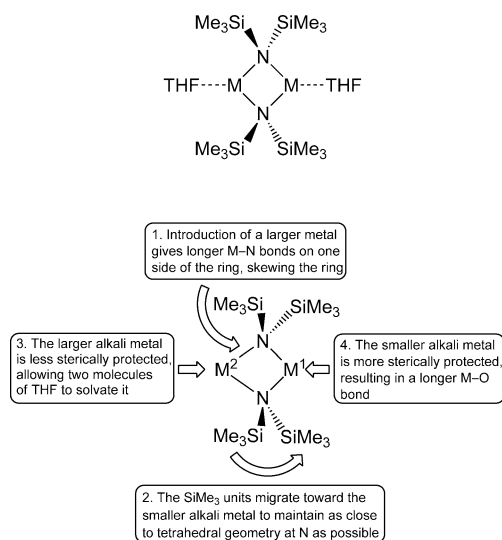 Me3Si SiMe3
N
THF M M THF
N
Me3Si SiMe3
1. Introduction of a larger metal
gives longer M–N bonds on one
side of the ring, skewing the ring
Me3Si SiMe3
N
3. The larger alkali metal
is less sterically protected,
allowing two molecules
of THF to solvate it
M2 M1
4. The smaller alkali metal
is more sterically protected,
resulting in a longer M–O
bond
N
Me3Si SiMe3
2. The SiMe3 units migrate toward the
smaller alkali metal to maintain as close
to tetrahedral geometry at N as possible